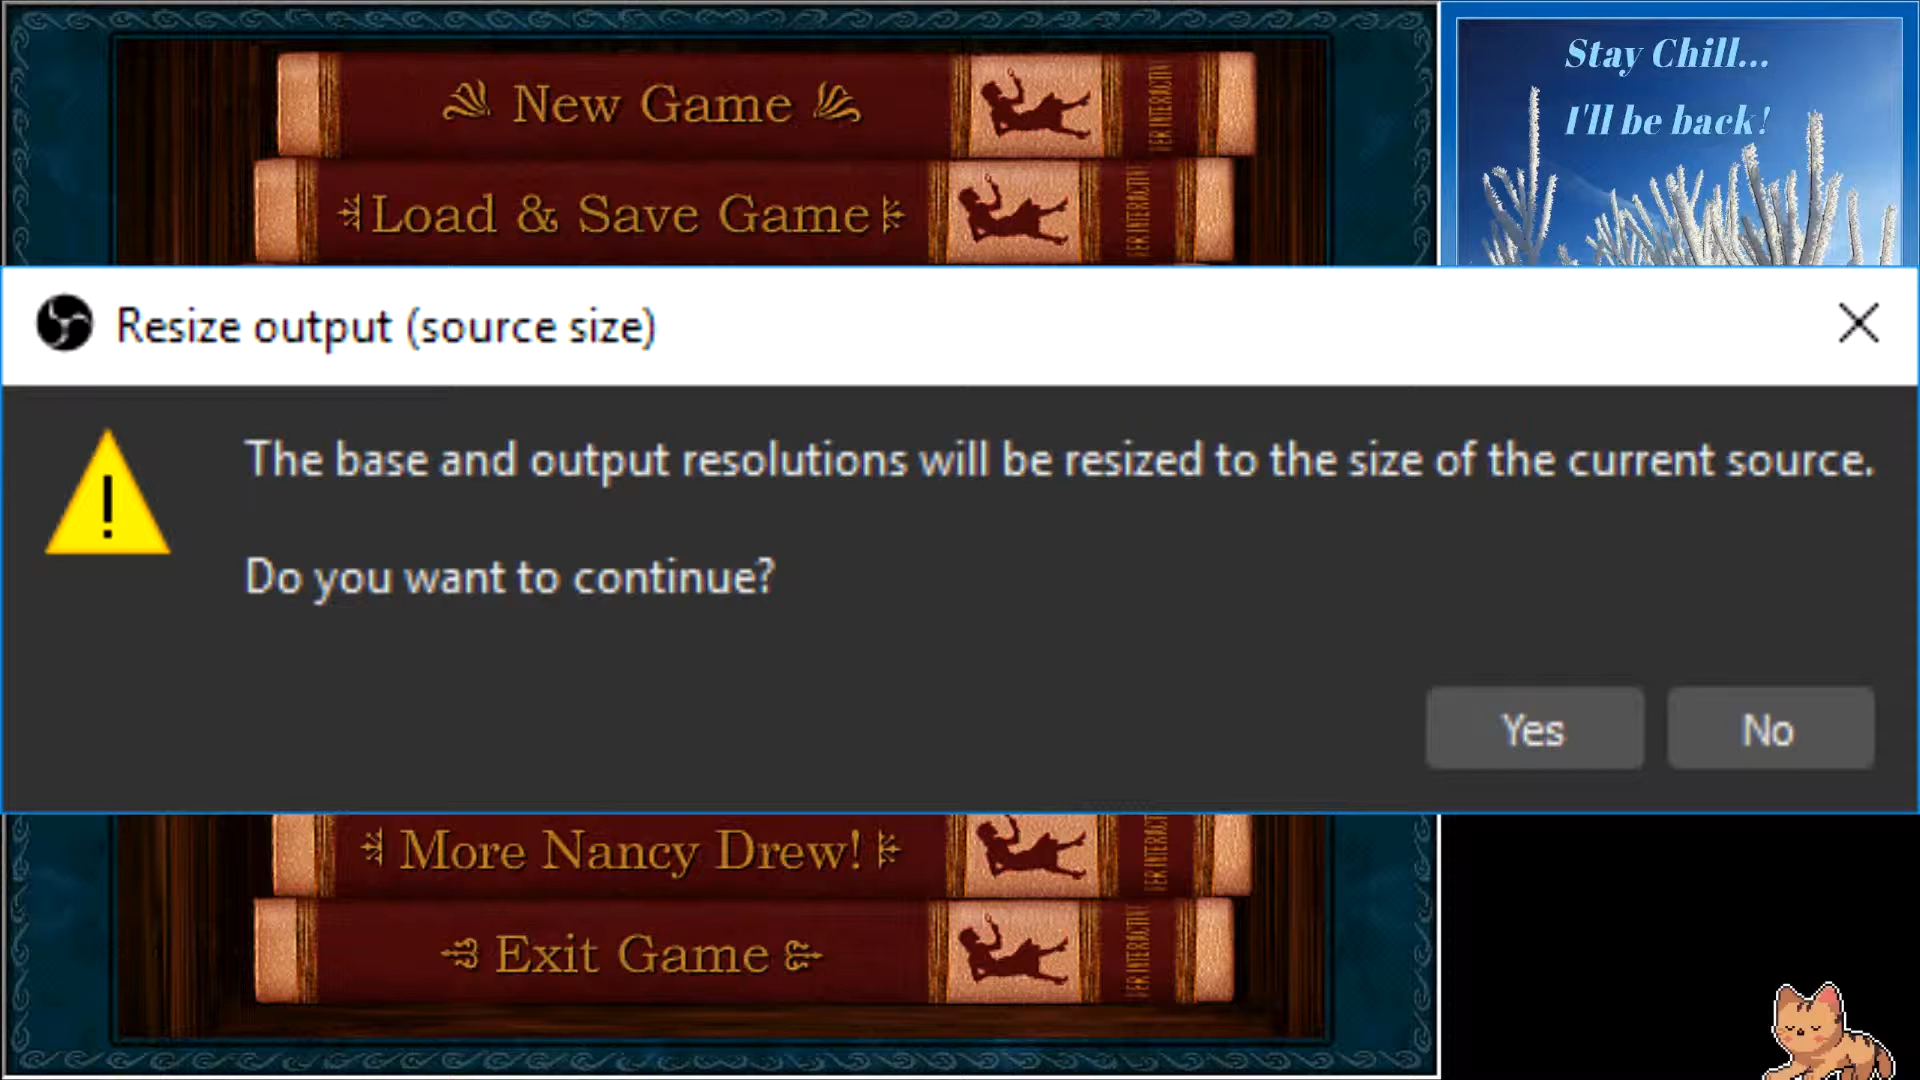 New Game
Load & Save Game
Stay Chill...
I'll be back!
Resize output (source size)
The base and output resolutions will be resized to the size of the current source.
Do you want to continue?
Yes
No
More Nancy Drew!
Exit Game